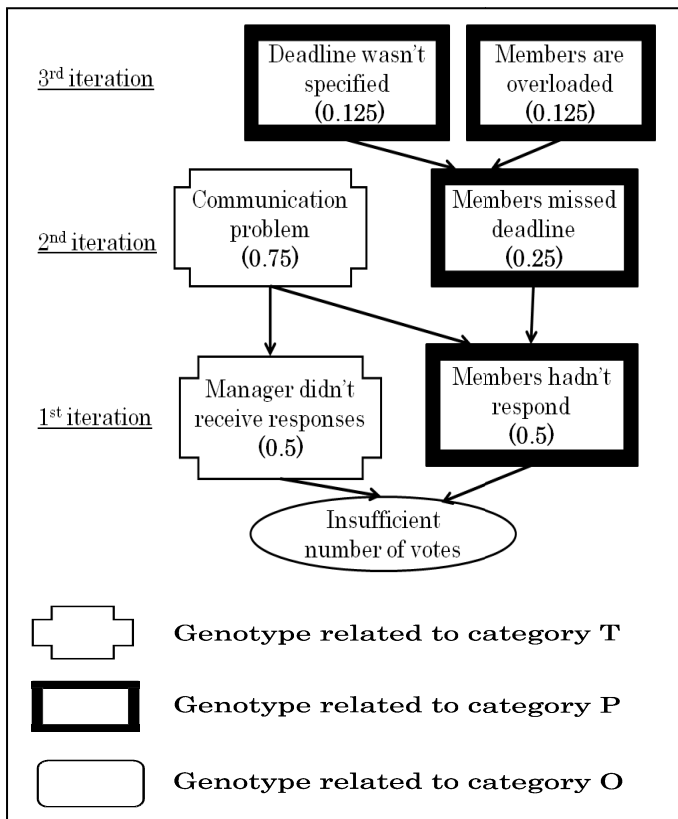 3rd iteration
Deadline wasn't
specified
(0.125)
Members are
overloaded
(0.125)
2nd iteration
Communication
problem
(0.75)
Members missed
deadline
(0.25)
1st iteration
Manager didn't
receive responses
(0.5)
Members hadn't
respond
(0.5)
Insufficient
number of votes
Genotype related to category T
Genotype related to category P
Genotype related to category O